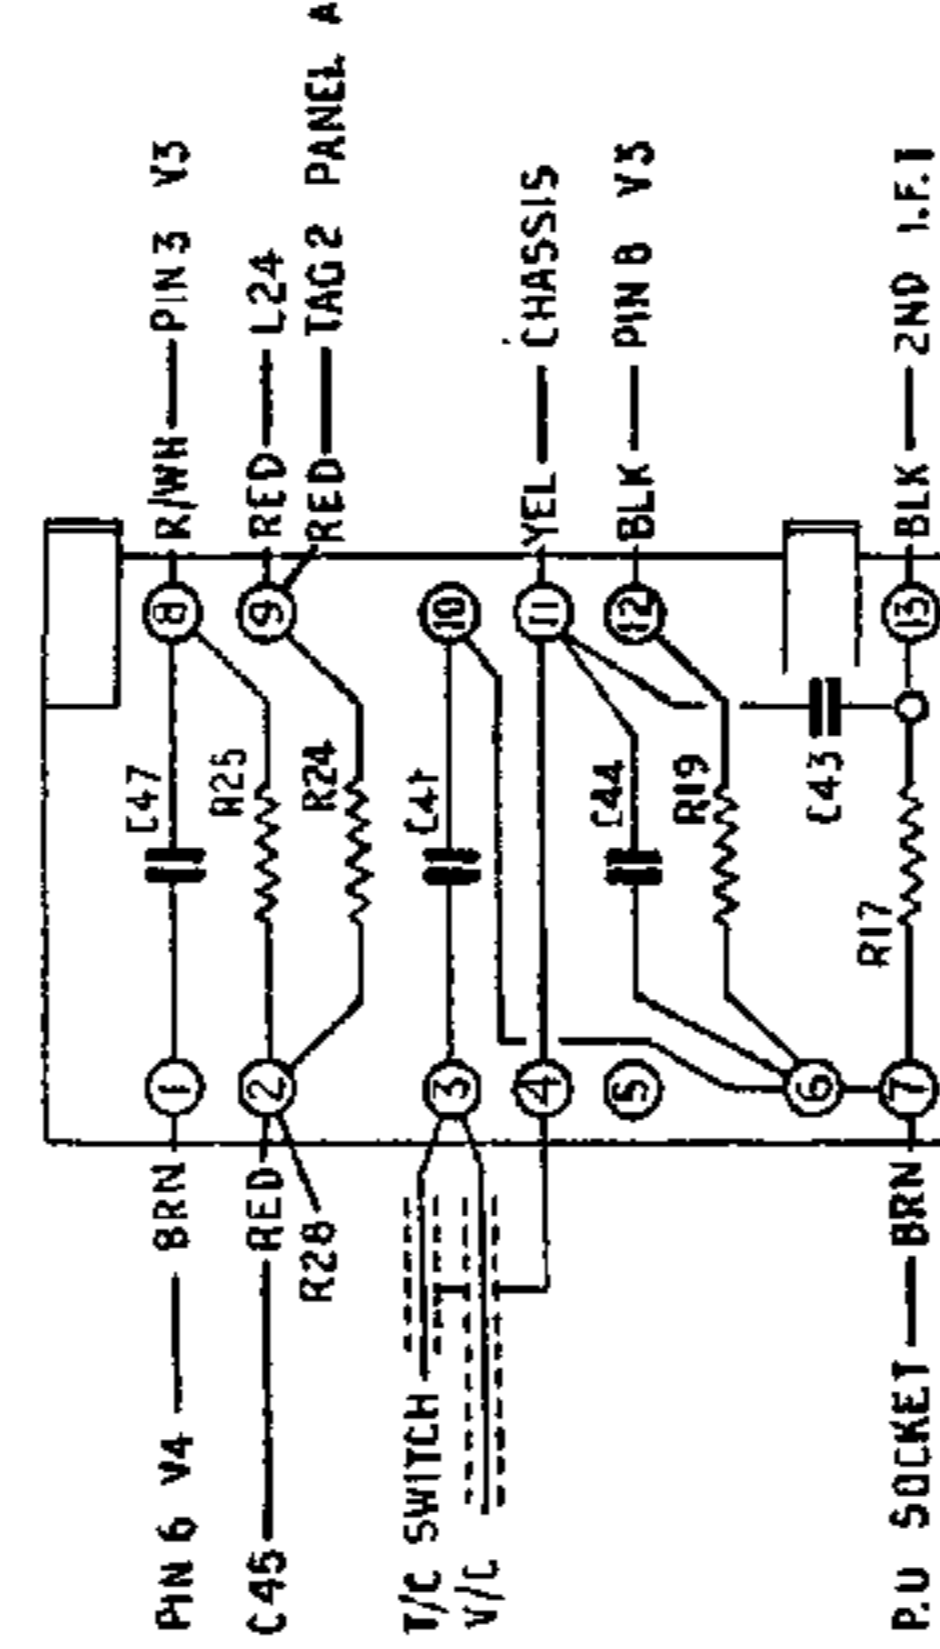 PIN 6 V4 — BRN 1 C47 8 R/WH — PIN 3 V3
C45 — RED 2 R25 9 RED — L24
R28 R24 RED — TAG 2 PANEL A
T/C SWITCH 3 C41 10
V/C
4 11 YEL — CHASSIS
5 C44 12 BLK — PIN 8 V3
R19
6 C43
R17
P.U SOCKET — BRN 7 13 BLK — 2ND I.F.T